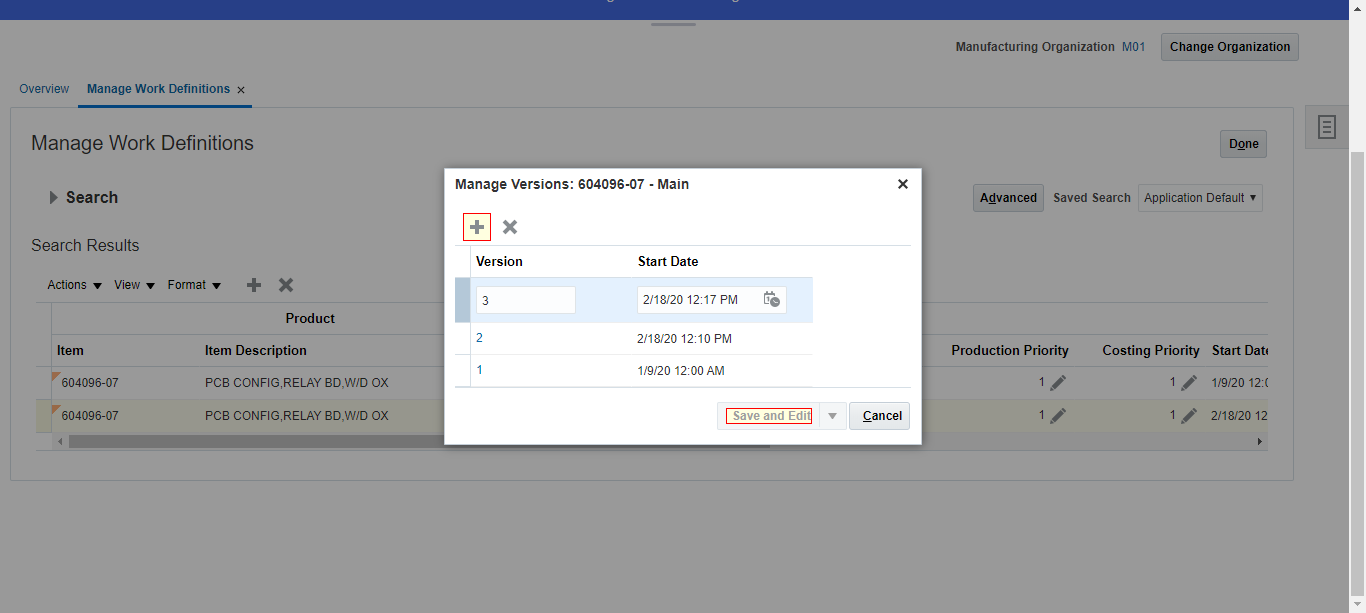 Manufacturing Organization M01 Change Organization
Overview Manage Work Definitions ×
Manage Work Definitions Done
Search Advanced Saved Search Application Default
Search Results
Actions View Format
Product
Item Item Description Production Priority Costing Priority Start Date
604096-07 PCB CONFIG,RELAY BD,W/D OX 1 1 1/9/20 12:0
604096-07 PCB CONFIG,RELAY BD,W/D OX 1 1 2/18/20 12
Manage Versions: 604096-07 - Main
Version Start Date
3 2/18/20 12:17 PM
2 2/18/20 12:10 PM
1 1/9/20 12:00 AM
Save and Edit Cancel